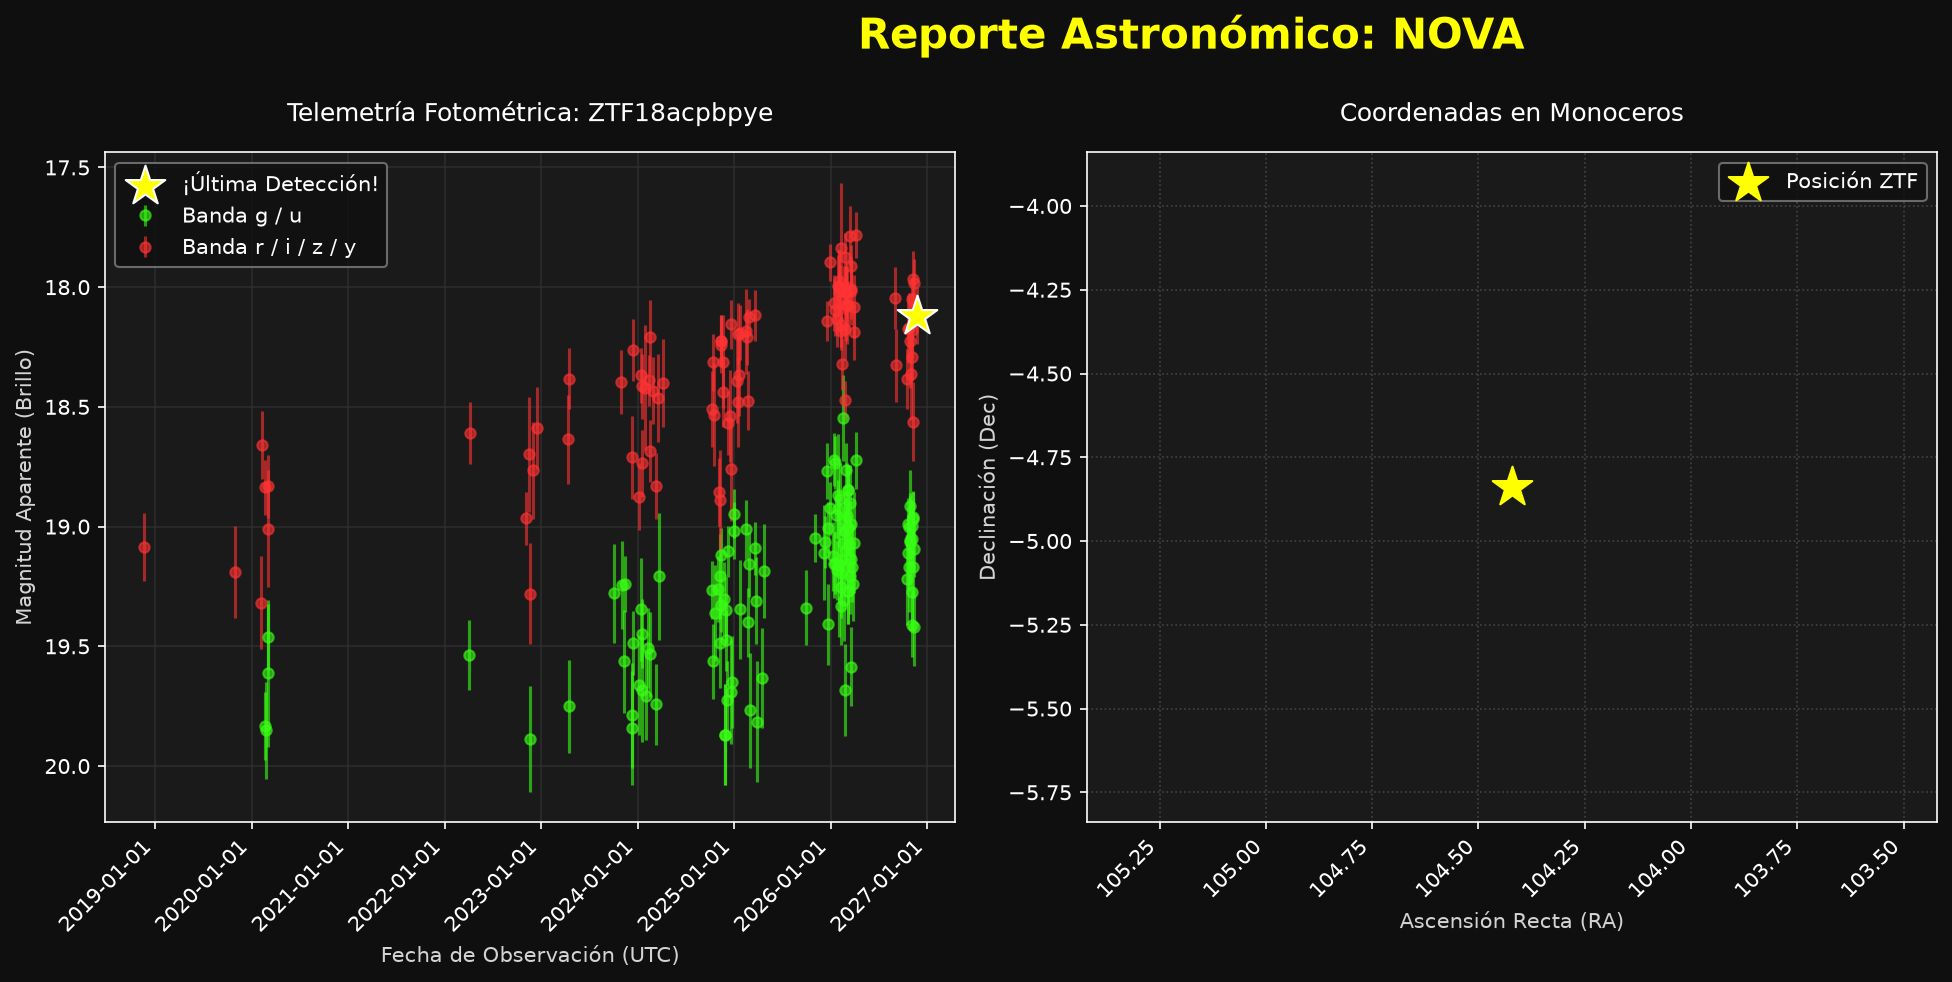 Reporte Astronómico: NOVA
Telemetría Fotométrica: ZTF18acpbpye
¡Última Detección!
Banda g / u
Banda r / i / z / y
Magnitud Aparente (Brillo)
17.5
18.0
18.5
19.0
19.5
20.0
2019-01-01
2020-01-01
2021-01-01
2022-01-01
2023-01-01
2024-01-01
2025-01-01
2026-01-01
2027-01-01
Fecha de Observación (UTC)
Coordenadas en Monoceros
Posición ZTF
Declinación (Dec)
−4.00
−4.25
−4.50
−4.75
−5.00
−5.25
−5.50
−5.75
105.25
105.00
104.75
104.50
104.25
104.00
103.75
103.50
Ascensión Recta (RA)